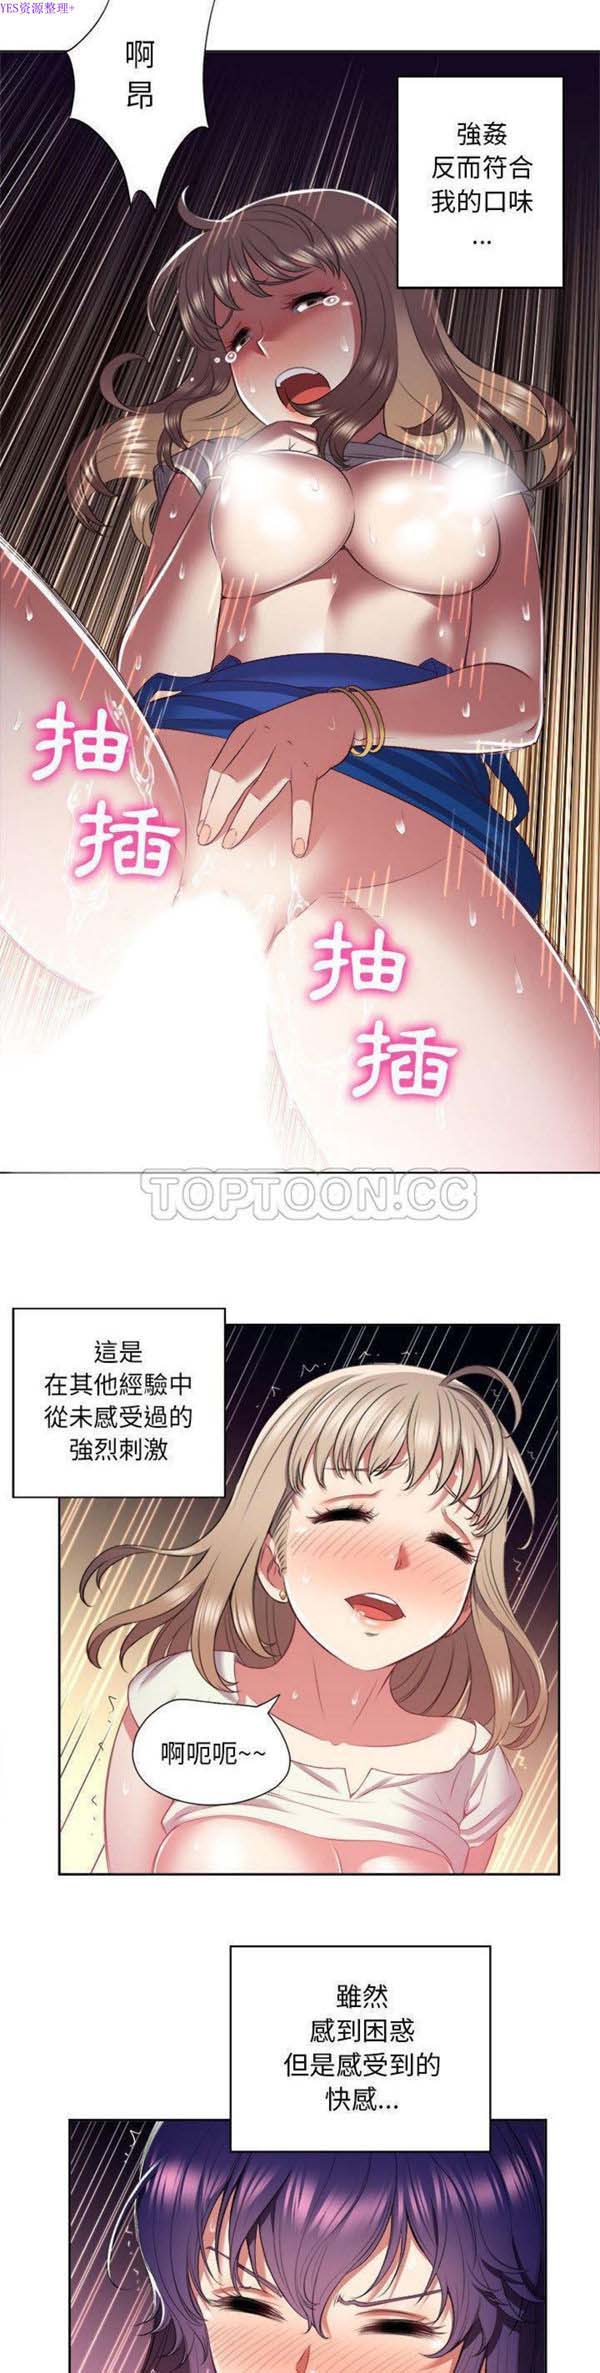 YES资源整理+
啊
昂
強姦
反而符合
我的口味
...
抽
插
抽
插
TOPTOON.CC
這是
在其他經驗中
從未感受過的
強烈刺激
啊呃呃~~
雖然
感到困惑
但是感受到的
快感...